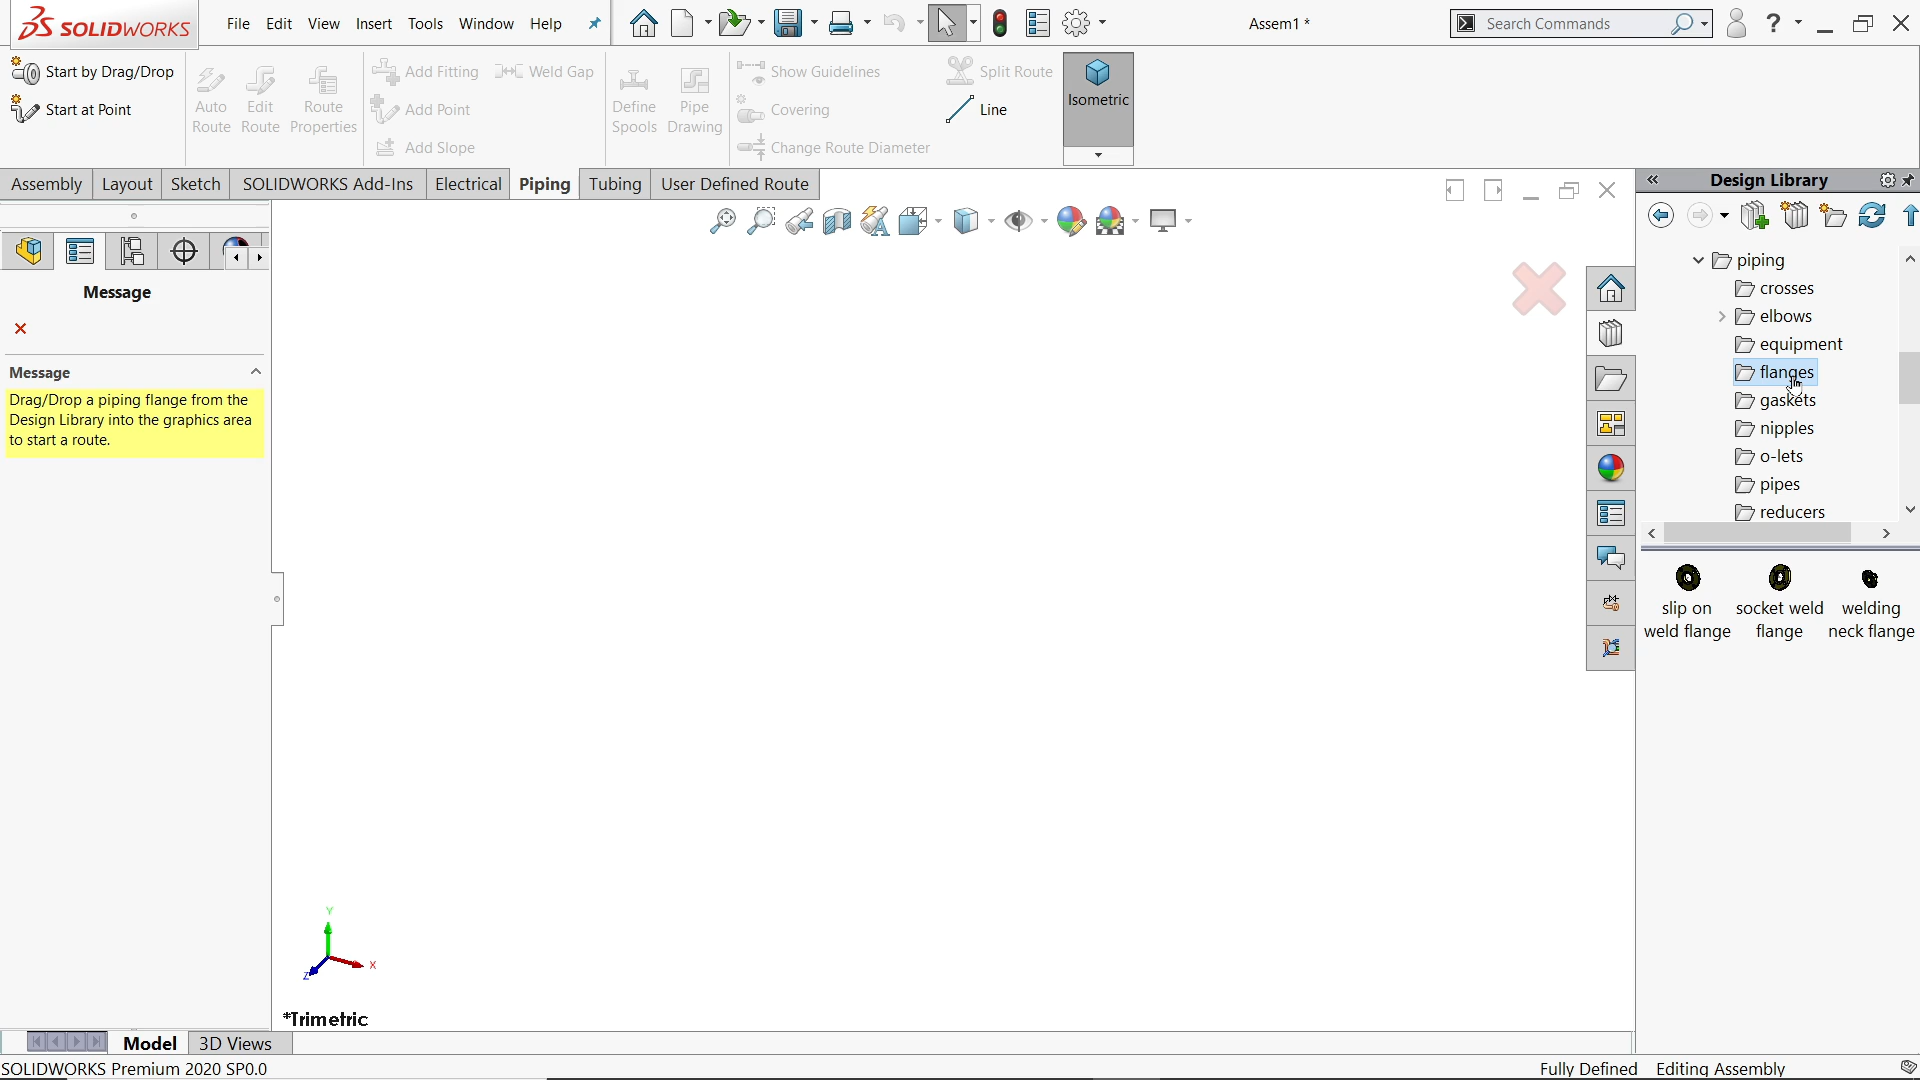 SOLIDWORKS
File Edit View Insert Tools Window Help
Assem1 *
Search Commands
?
Start by Drag/Drop
Start at Point
Auto Route
Edit Route
Route Properties
Add Fitting
Weld Gap
Add Point
Add Slope
Define Spools
Pipe Drawing
Show Guidelines
Covering
Change Route Diameter
Split Route
Line
Isometric
Assembly Layout Sketch SOLIDWORKS Add-Ins Electrical Piping Tubing User Defined Route
Message
Message
Drag/Drop a piping flange from the
Design Library into the graphics area
to start a route.
Design Library
piping
crosses
elbows
equipment
flanges
gaskets
nipples
o-lets
pipes
reducers
slip on
weld flange
socket weld
flange
welding
neck flange
Y
X
Z
*Trimetric
Model 3D Views
SOLIDWORKS Premium 2020 SP0.0
Fully Defined Editing Assembly